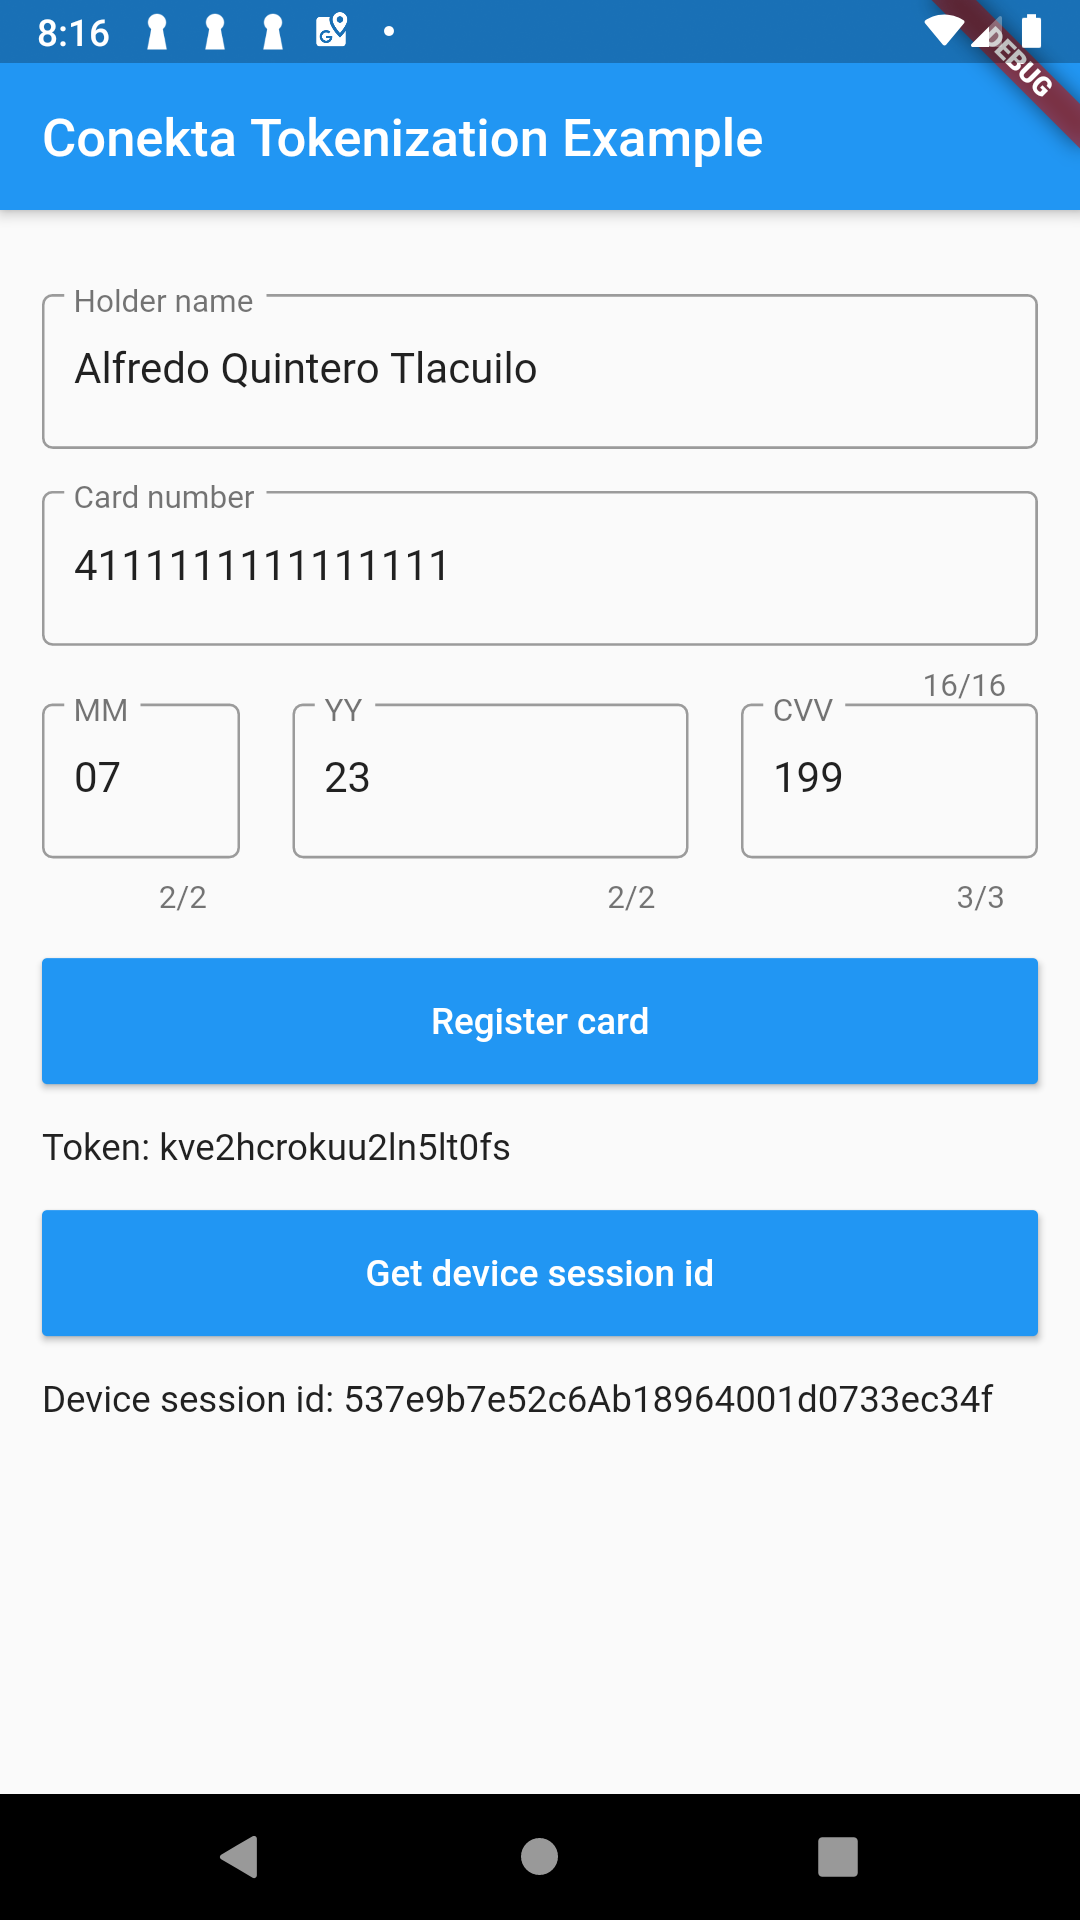 8:16
DEBUG
Conekta Tokenization Example
Holder name
Alfredo Quintero Tlacuilo
Card number
4111111111111111
16/16
MM
YY
CVV
07
23
199
2/2
2/2
3/3
Register card
Token: kve2hcrokuu2ln5lt0fs
Get device session id
Device session id: 537e9b7e52c6Ab18964001d0733ec34f